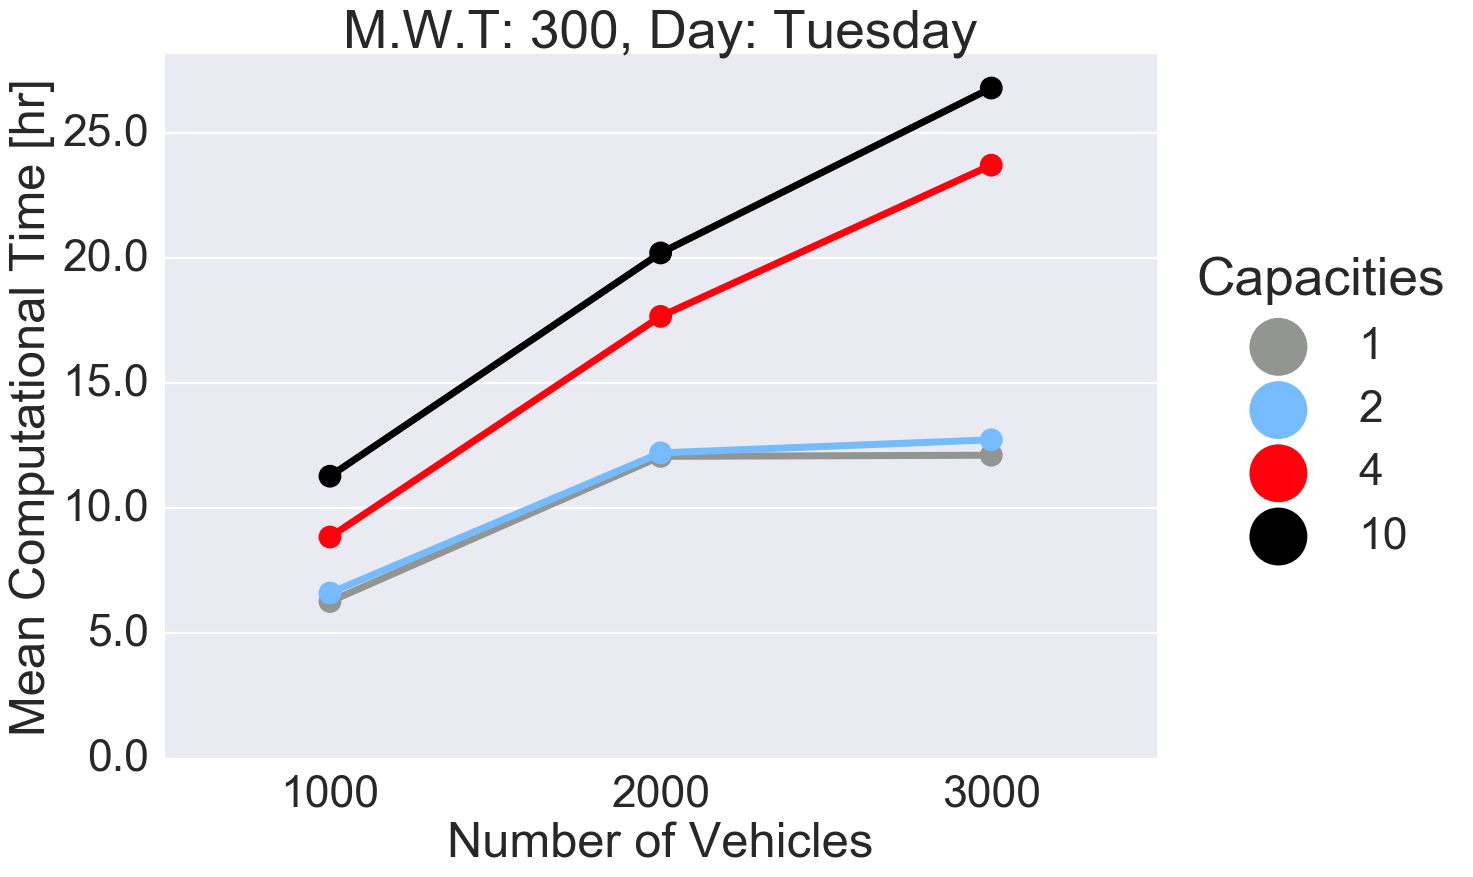 M.W.T: 300, Day: Tuesday
Mean Computational Time [hr]
25.0
20.0
15.0
10.0
5.0
0.0
1000 2000 3000
Number of Vehicles
Capacities
1
2
4
10